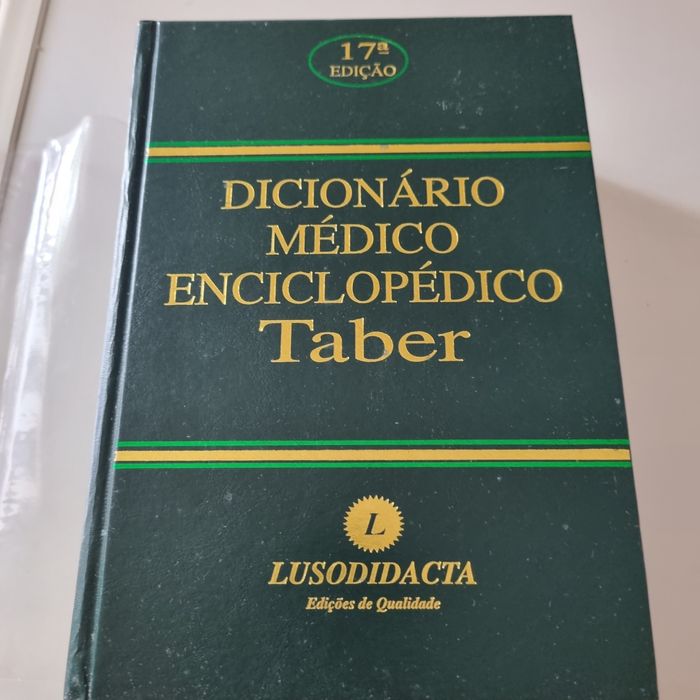 17ª
EDIÇÃO
DICIONÁRIO
MÉDICO
ENCICLOPÉDICO
Taber
L
LUSODIDACTA
Edições de Qualidade